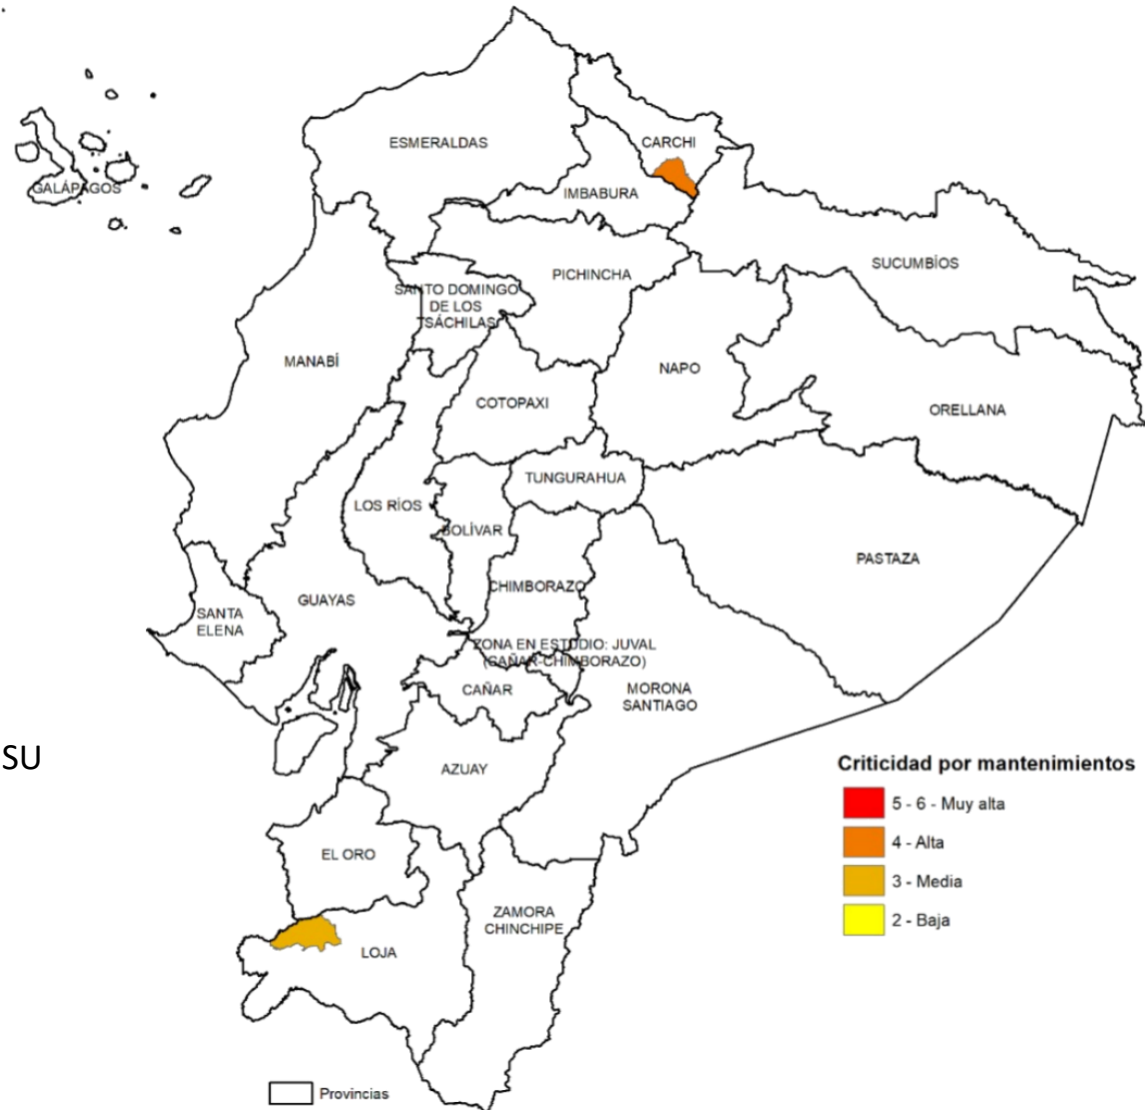 ESMERALDAS
CARCHI
GALÁPAGOS
IMBABURA
SUCUMBÍOS
PICHINCHA
SANTO DOMINGO
DE LOS
TSÁCHILAS
MANABÍ
NAPO
COTOPAXI
ORELLANA
TUNGURAHUA
LOS RÍOS
BOLÍVAR
PASTAZA
CHIMBORAZO
GUAYAS
SANTA
ELENA
ZONA EN ESTUDIO: JUVAL
(CAÑAR-CHIMBORAZO)
CAÑAR
MORONA
SANTIAGO
SU
AZUAY
Criticidad por mantenimientos
5 - 6 - Muy alta
4 - Alta
3 - Media
2 - Baja
EL ORO
ZAMORA
CHINCHIPE
LOJA
Provincias